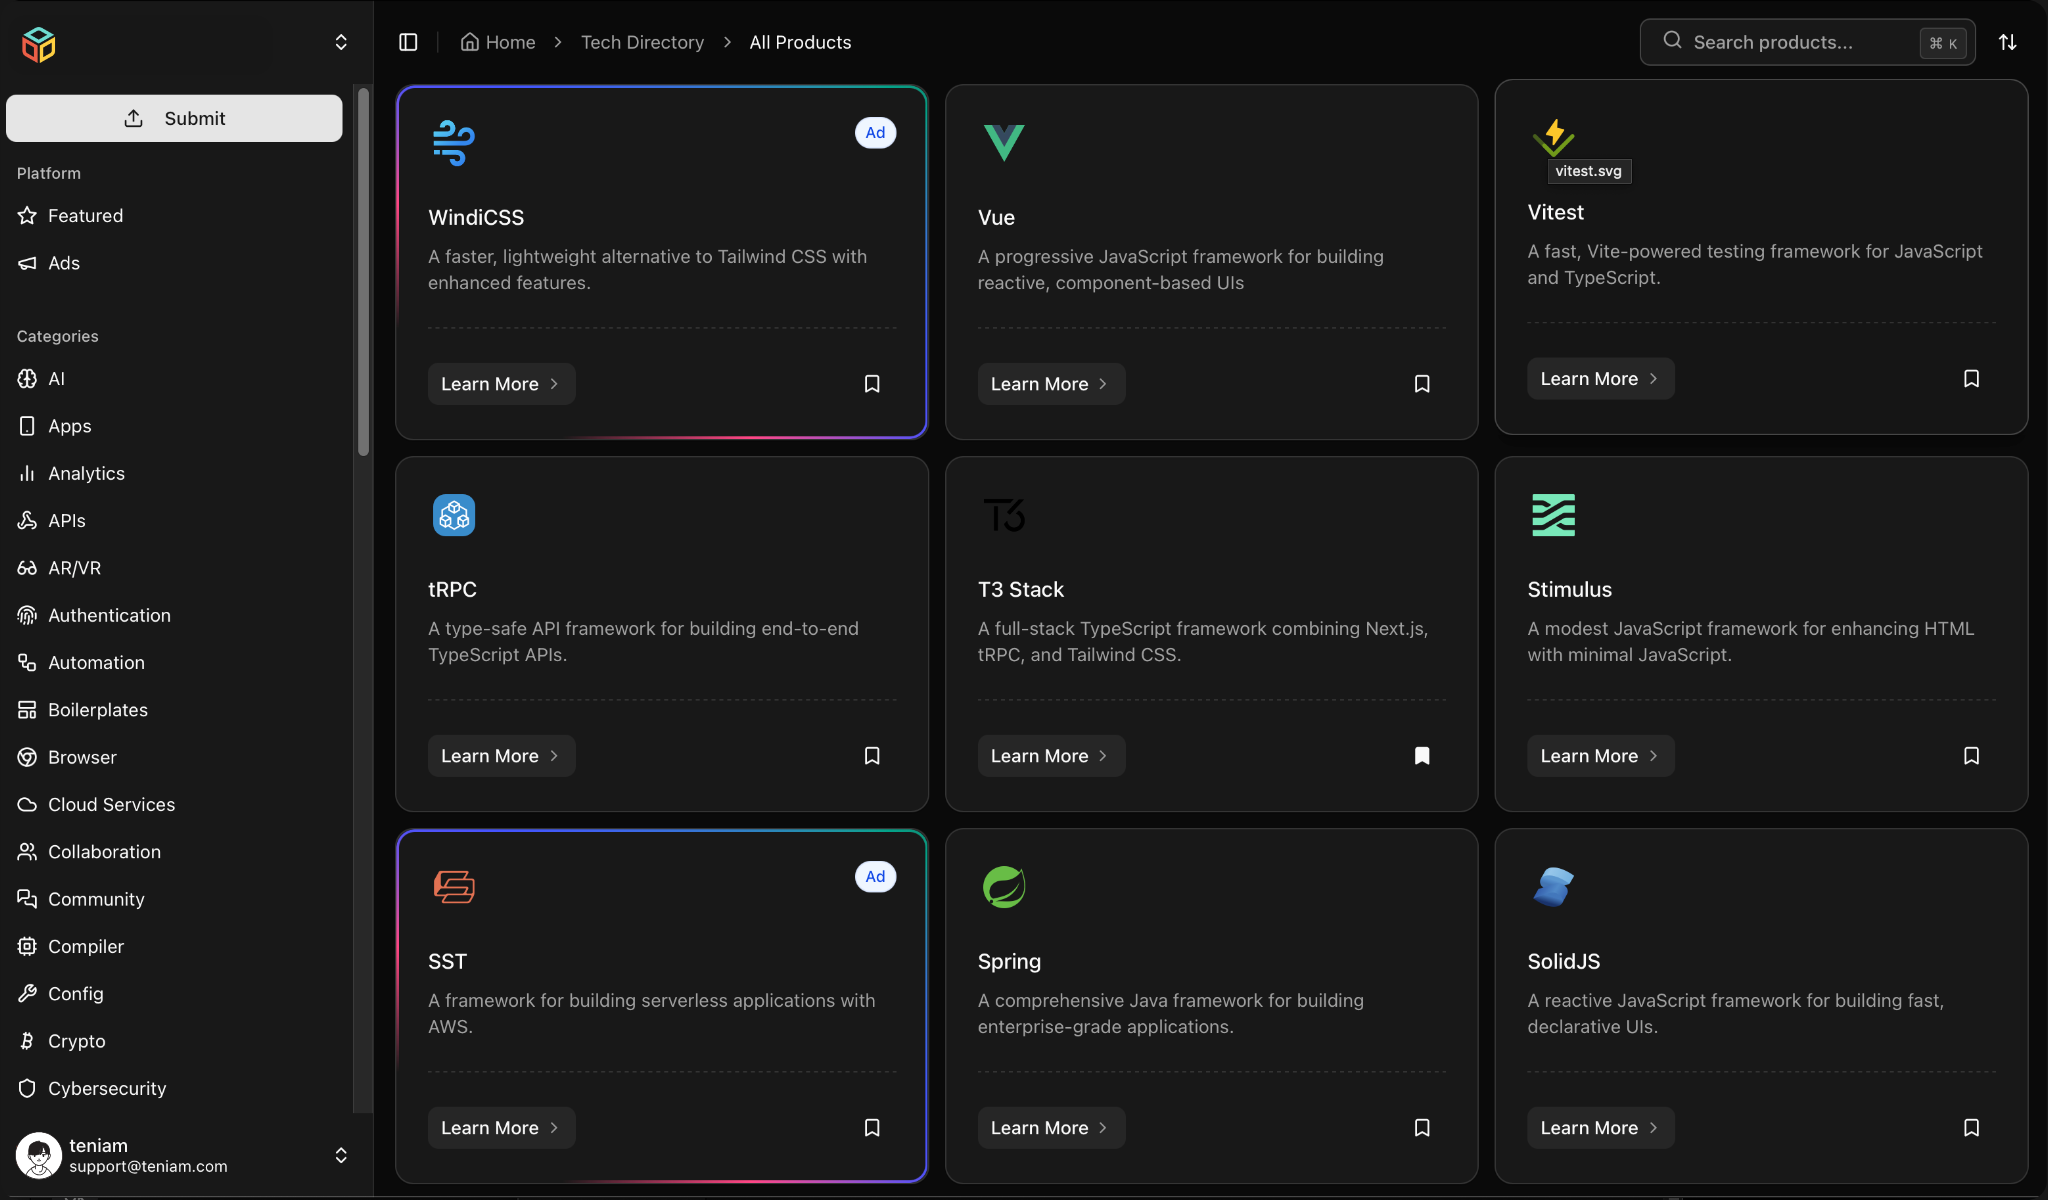 Submit
Platform
Featured
Ads
Categories
AI
Apps
Analytics
APIs
AR/VR
Authentication
Automation
Boilerplates
Browser
Cloud Services
Collaboration
Community
Compiler
Config
Crypto
Cybersecurity
teniam
support@teniam.com
Home > Tech Directory > All Products
Search products... ⌘ K
Ad
WindiCSS
A faster, lightweight alternative to Tailwind CSS with
enhanced features.
Learn More
Vue
A progressive JavaScript framework for building
reactive, component-based UIs
Learn More
vitest.svg
Vitest
A fast, Vite-powered testing framework for JavaScript
and TypeScript.
Learn More
tRPC
A type-safe API framework for building end-to-end
TypeScript APIs.
Learn More
T3
T3 Stack
A full-stack TypeScript framework combining Next.js,
tRPC, and Tailwind CSS.
Learn More
Stimulus
A modest JavaScript framework for enhancing HTML
with minimal JavaScript.
Learn More
Ad
SST
A framework for building serverless applications with
AWS.
Learn More
Spring
A comprehensive Java framework for building
enterprise-grade applications.
Learn More
SolidJS
A reactive JavaScript framework for building fast,
declarative UIs.
Learn More